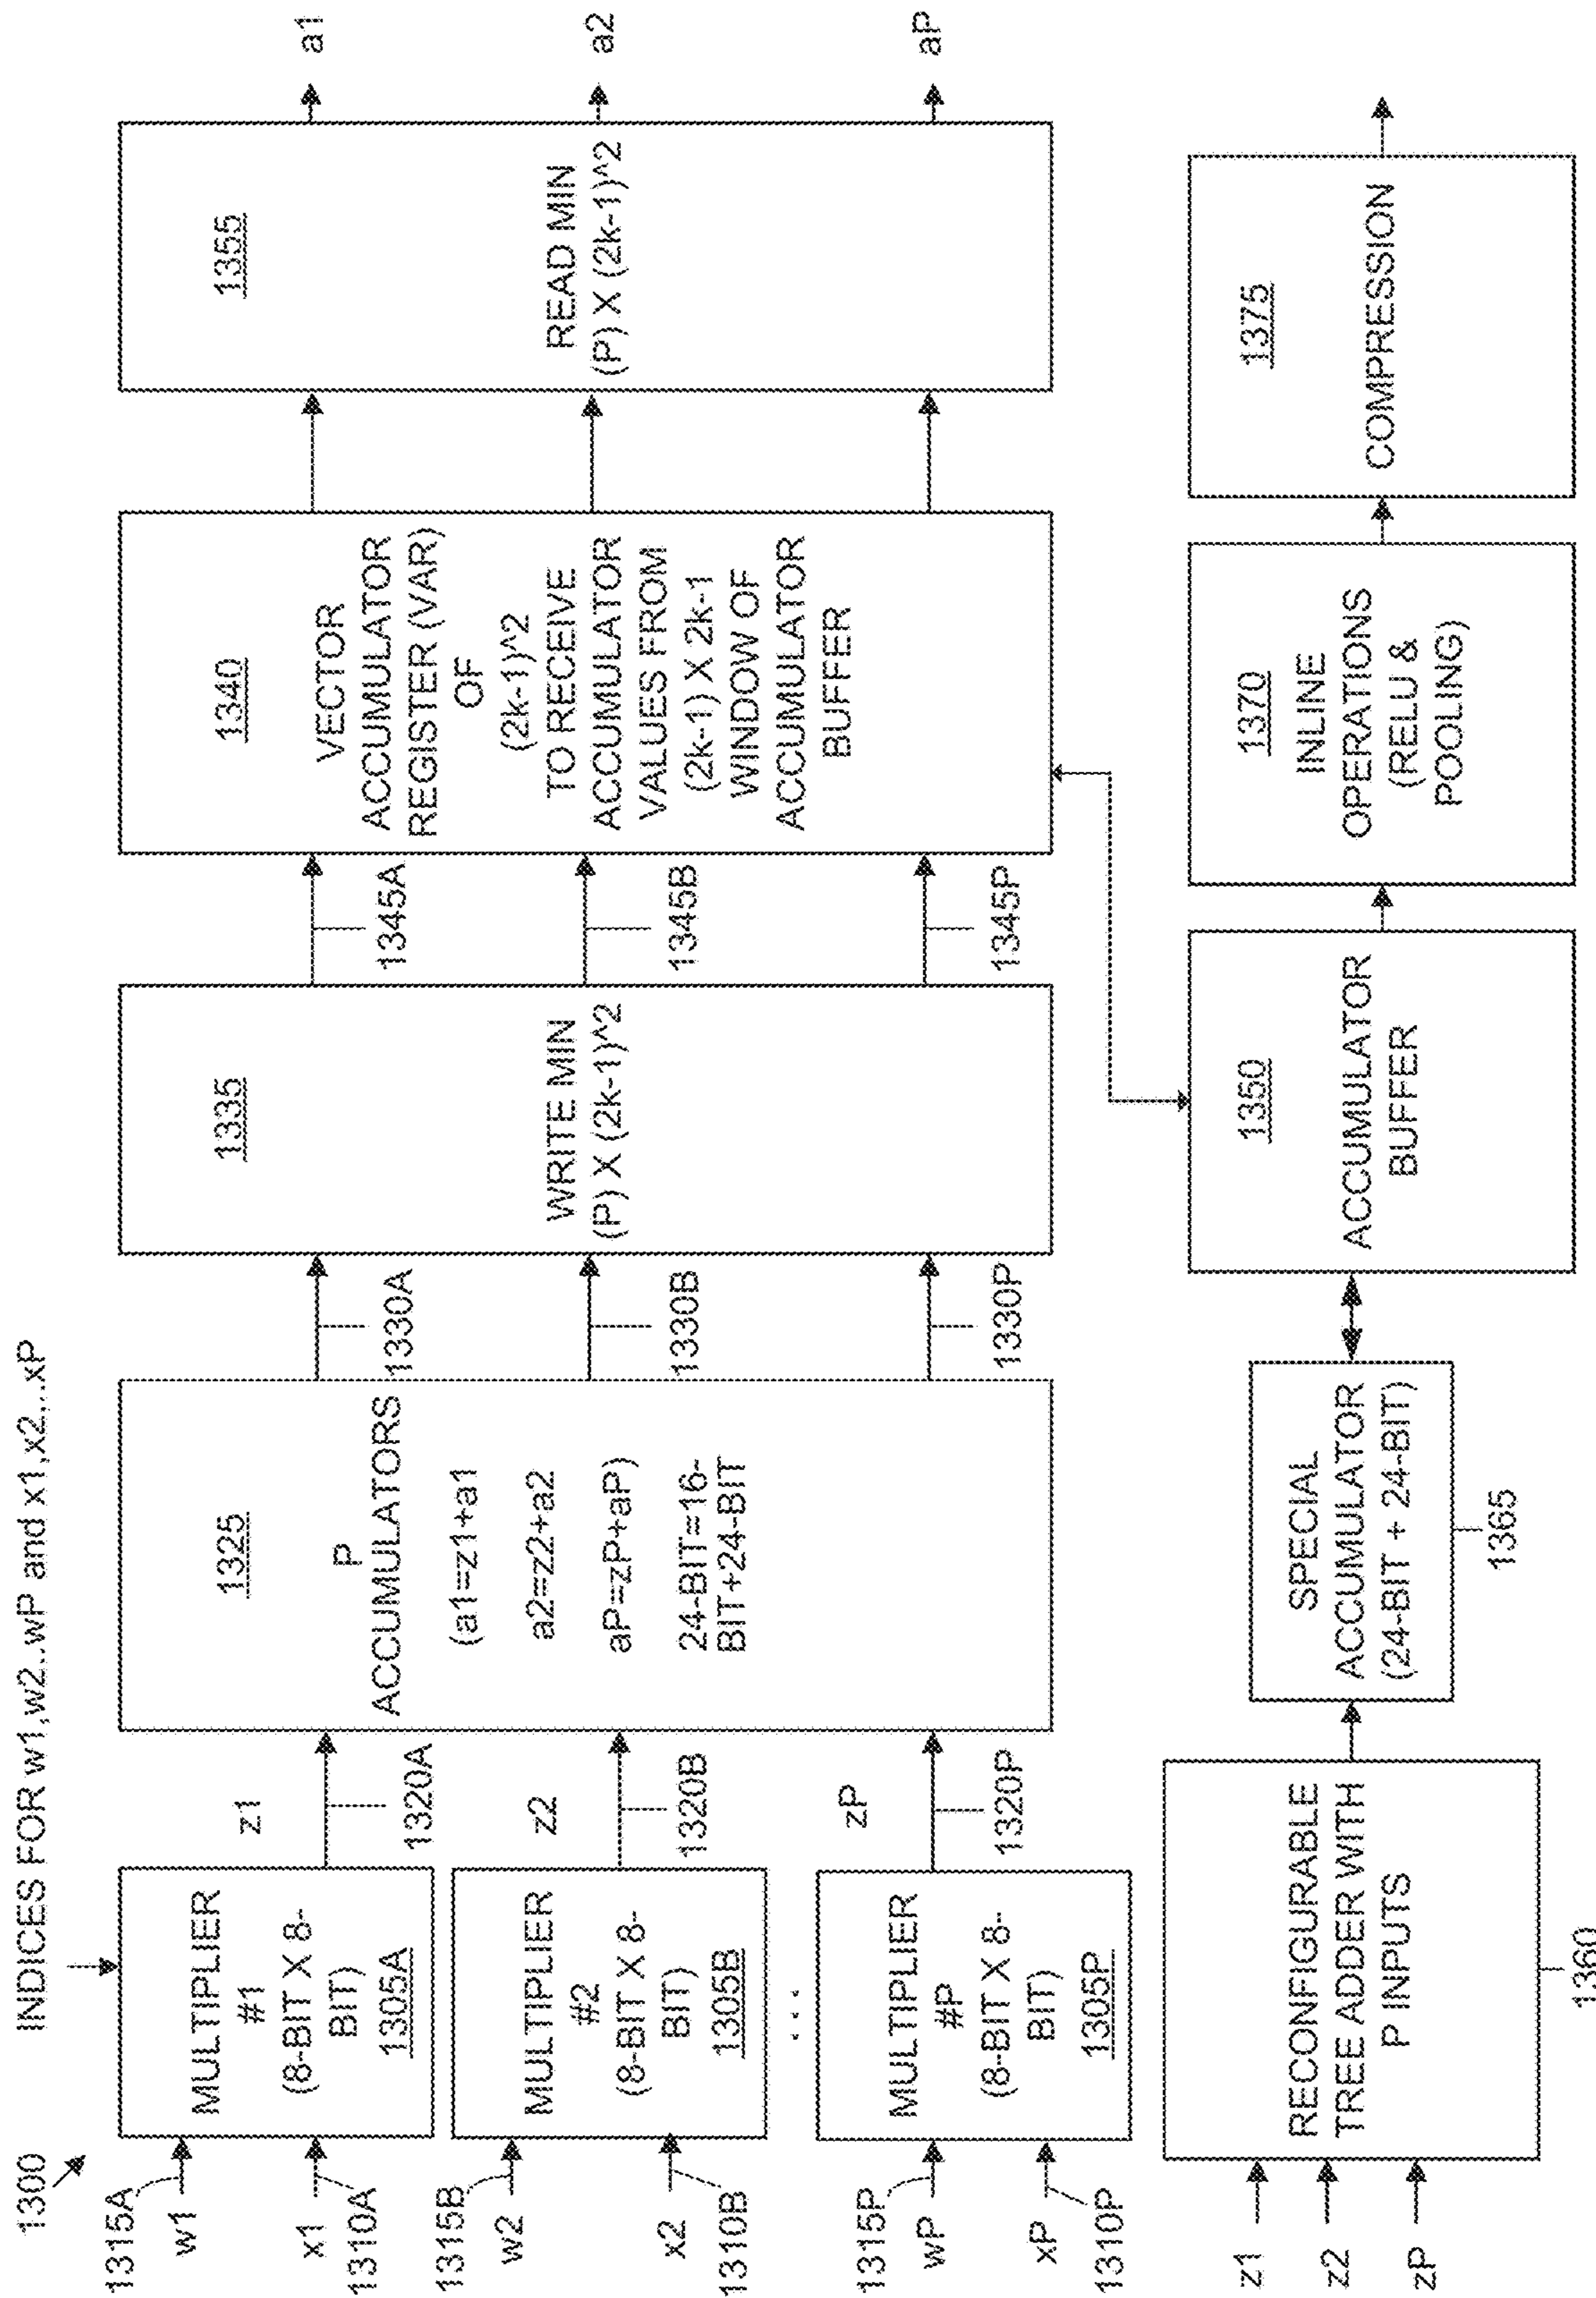 1300
INDICES FOR w1,w2..wP and x1,x2,..xP
1315A
w1
x1
1310A
MULTIPLIER
#1
(8-BIT X 8-
BIT)
1305A
z1
1320A
1315B
w2
x2
1310B
MULTIPLIER
#2
(8-BIT X 8-
BIT)
1305B
z2
1320B
...
1315P
wP
xP
1310P
MULTIPLIER
#P
(8-BIT X 8-
BIT)
1305P
zP
1320P
1325
P
ACCUMULATORS
(a1=z1+a1
a2=z2+a2
aP=zP+aP)
24-BIT=16-
BIT+24-BIT
1330A
1330B
1330P
1335
WRITE MIN
(P) X (2k-1)^2
1345A
1345B
1345P
1340
VECTOR
ACCUMULATOR
REGISTER (VAR)
OF
(2k-1)^2
TO RECEIVE
ACCUMULATOR
VALUES FROM
(2k-1) X 2k-1
WINDOW OF
ACCUMULATOR
BUFFER
1355
READ MIN
(P) X (2k-1)^2
a1
a2
aP
z1
z2
zP
RECONFIGURABLE
TREE ADDER WITH
P INPUTS
1360
SPECIAL
ACCUMULATOR
(24-BIT + 24-BIT)
1365
1350
ACCUMULATOR
BUFFER
1370
INLINE
OPERATIONS
(RELU &
POOLING)
1375
COMPRESSION